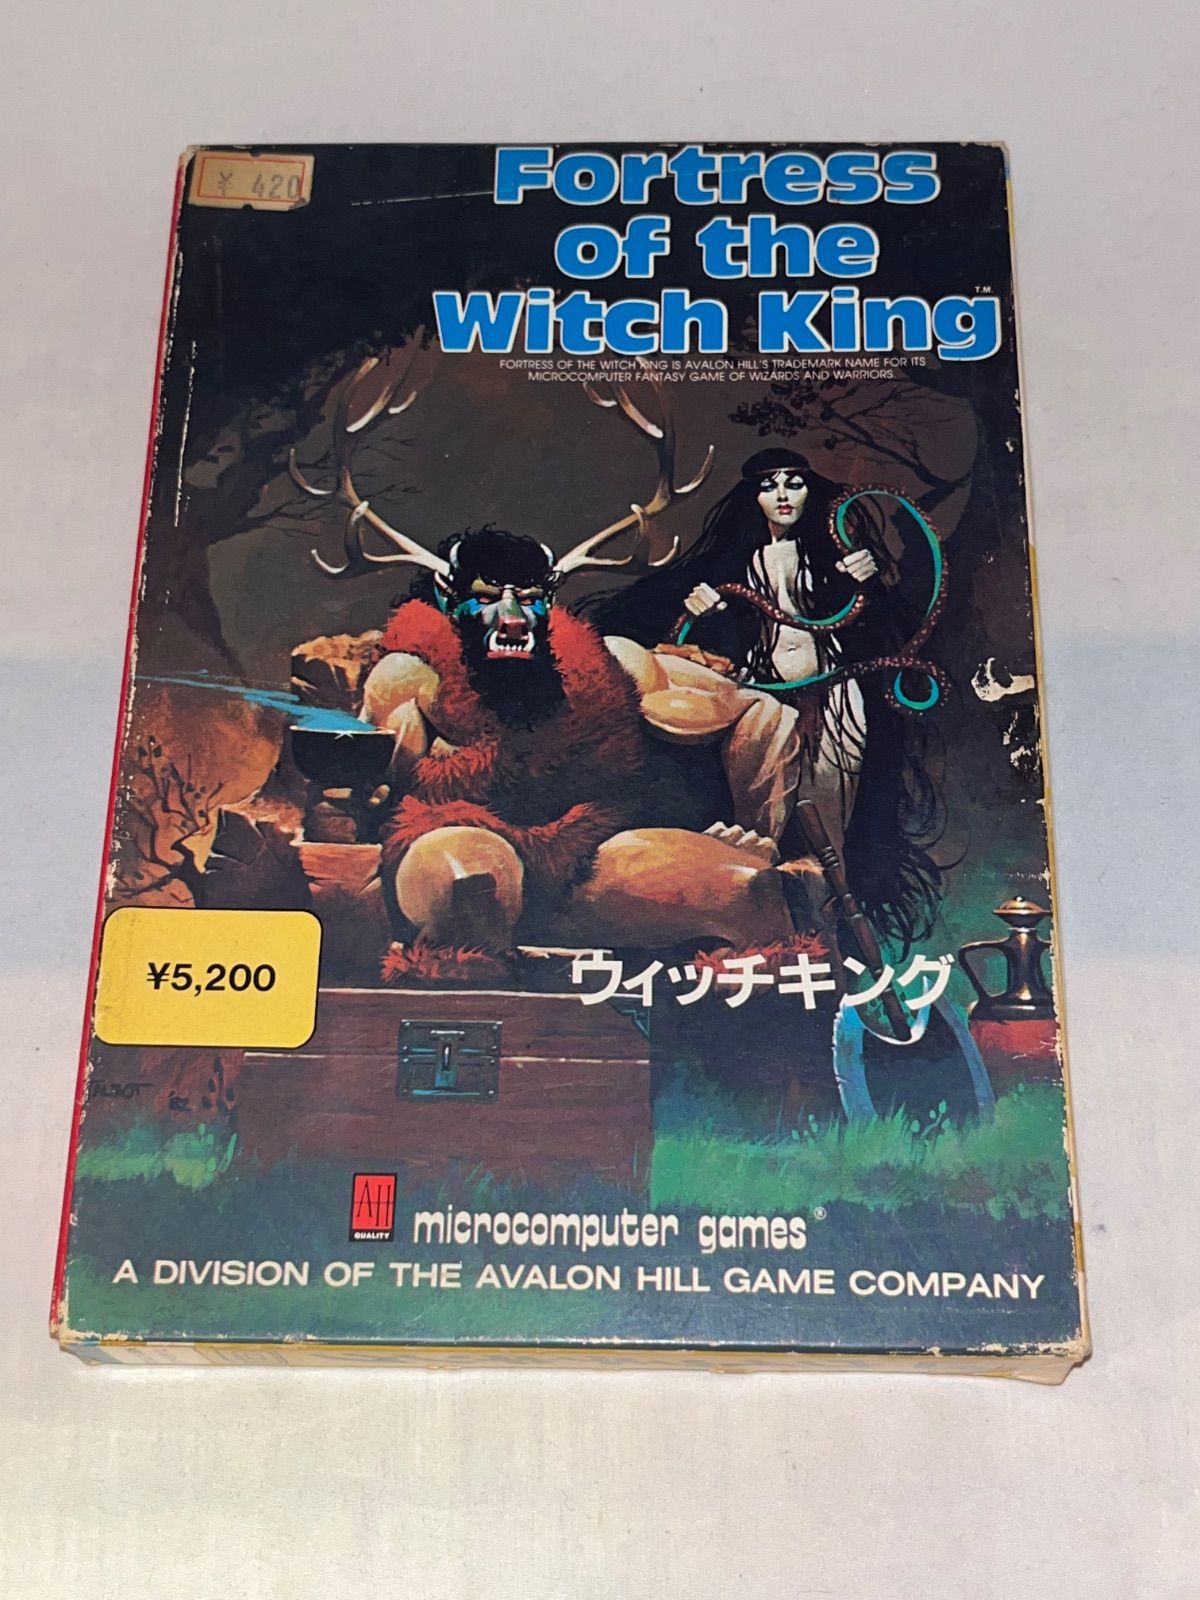 ¥ 420
Fortress
of the
Witch King
T.M.
FORTRESS OF THE WITCH KING IS AVALON HILL'S TRADEMARK NAME FOR ITS
MICROCOMPUTER FANTASY GAME OF WIZARDS AND WARRIORS.
¥5,200
ウィッチキング
TALBOT 82
AH
QUALITY
microcomputer games®
A DIVISION OF THE AVALON HILL GAME COMPANY